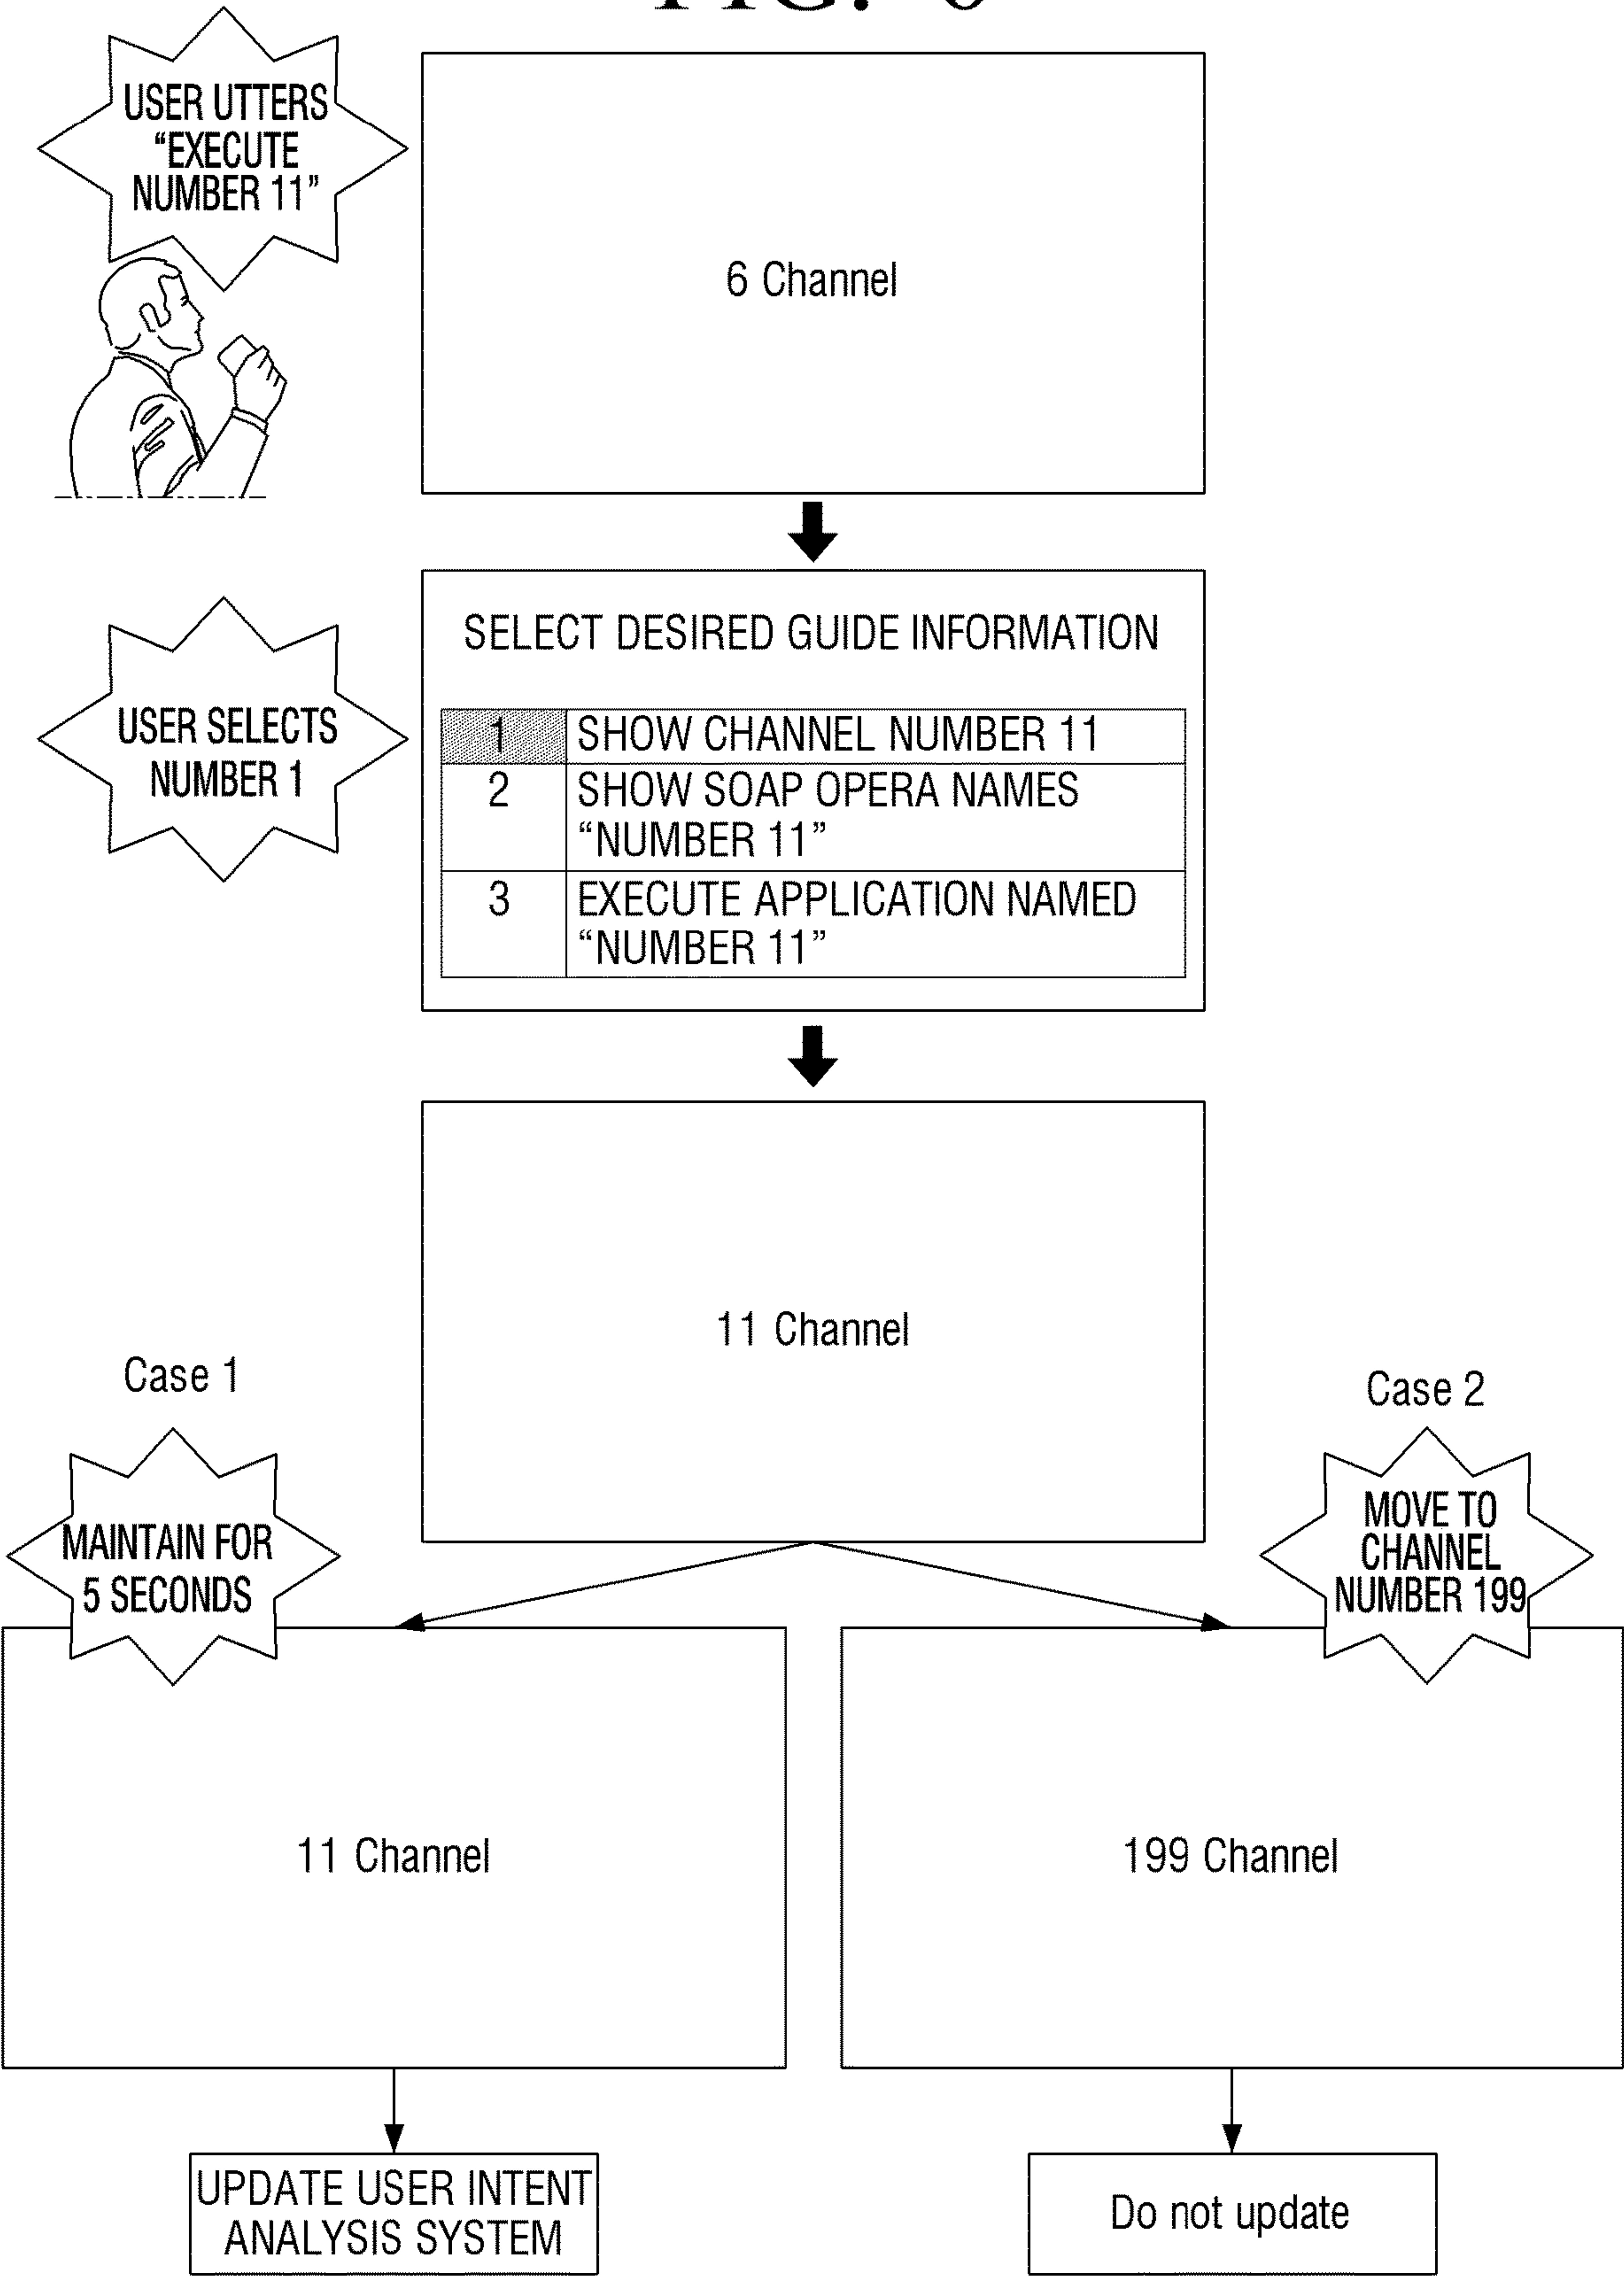 USER UTTERS
“EXECUTE
NUMBER 11”
6 Channel
SELECT DESIRED GUIDE INFORMATION
USER SELECTS
NUMBER 1
1 SHOW CHANNEL NUMBER 11
2 SHOW SOAP OPERA NAMES
“NUMBER 11”
3 EXECUTE APPLICATION NAMED
“NUMBER 11”
11 Channel
Case 1
MAINTAIN FOR
5 SECONDS
Case 2
MOVE TO
CHANNEL
NUMBER 199
11 Channel
199 Channel
UPDATE USER INTENT
ANALYSIS SYSTEM
Do not update